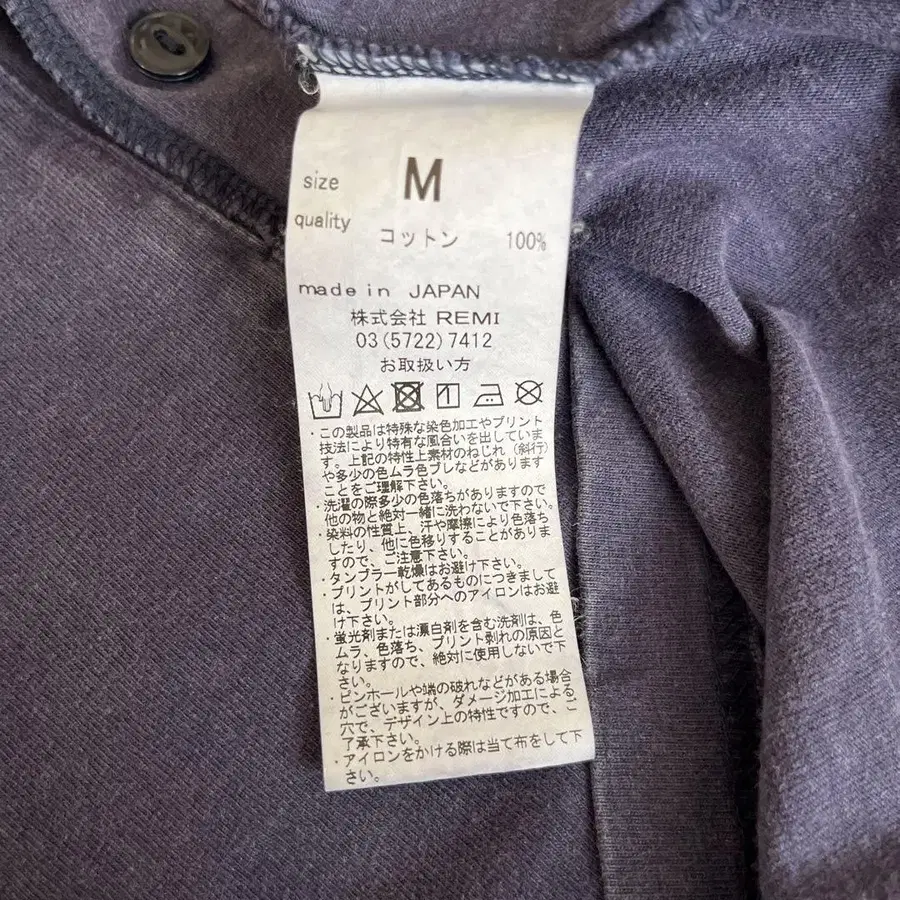 size M
quality コットン 100%
made in JAPAN
株式会社 REMI
03(5722)7412
お取扱い方
・この製品は特殊な染色加工やプリント
技法により特有な風合いを出していま
す。上記の特性上素材のねじれ（斜行）
や多少の色ムラ色ブレなどがあります
ことをご理解下さい。
・洗濯の際多少の色落ちがありますので
他の物と絶対一緒に洗わないで下さい。
・染料の性質上、汗や摩擦により色落ち
したり、他に色移りすることがありま
すので、ご注意下さい。
・タンブラー乾燥はお避け下さい。
・プリントがしてあるものにつきまして
は、プリント部分へのアイロンはお避
け下さい。
・蛍光剤または漂白剤を含む洗剤は、色
ムラ、色落ち、プリント剥れの原因と
なりますので、絶対に使用しないで下
さい。
・ピンホールや端の破れなどがある場合
がございますが、ダメージ加工による
穴で、デザイン上の特性ですので、ご
了承下さい。
・アイロンをかける際は当て布をして下
さい。